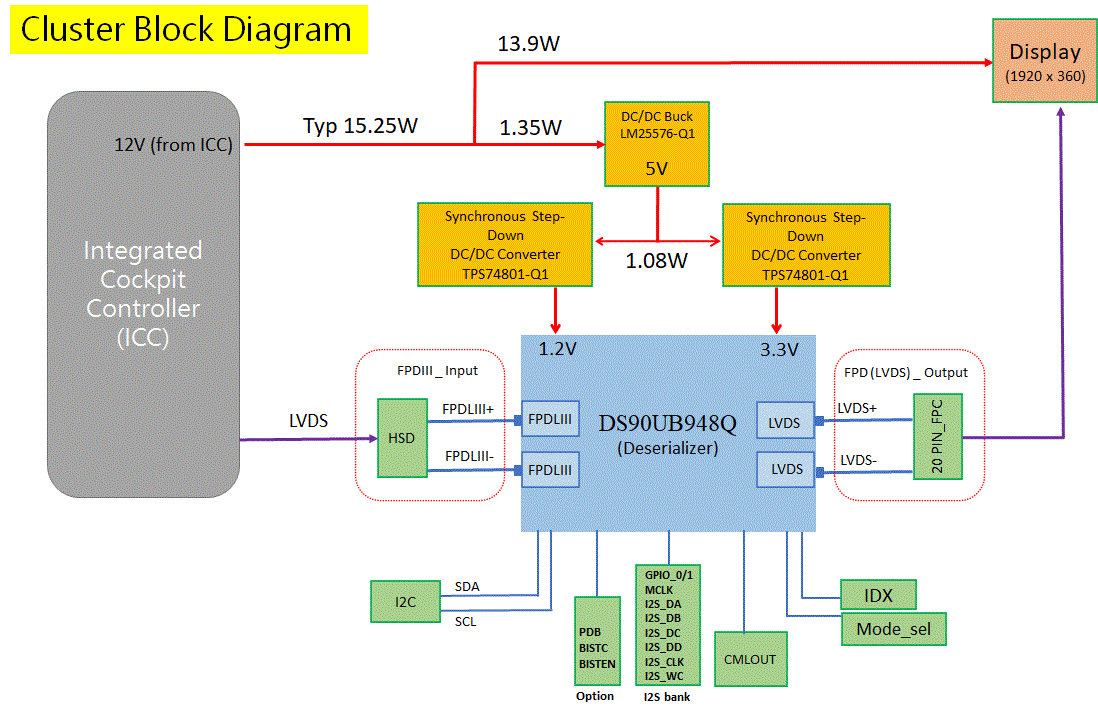 Cluster Block Diagram
13.9W
Display
(1920 x 360)
Typ 15.25W
1.35W
12V (from ICC)
DC/DC Buck
LM25576-Q1
5V
Synchronous Step-
Down
DC/DC Converter
TPS74801-Q1
Synchronous Step-
Down
DC/DC Converter
TPS74801-Q1
1.08W
Integrated
Cockpit
Controller
(ICC)
1.2V
3.3V
FPDIII _ Input
FPD (LVDS) _ Output
LVDS
HSD
FPDLIII+
FPDLIII-
FPDLIII
FPDLIII
DS90UB948Q
(Deserializer)
LVDS
LVDS
LVDS+
LVDS-
20 PIN_FPC
I2C
SDA
SCL
PDB
BISTC
BISTEN
Option
GPIO_0/1
MCLK
I2S_DA
I2S_DB
I2S_DC
I2S_DD
I2S_CLK
I2S_WC
I2S bank
CMLOUT
IDX
Mode_sel